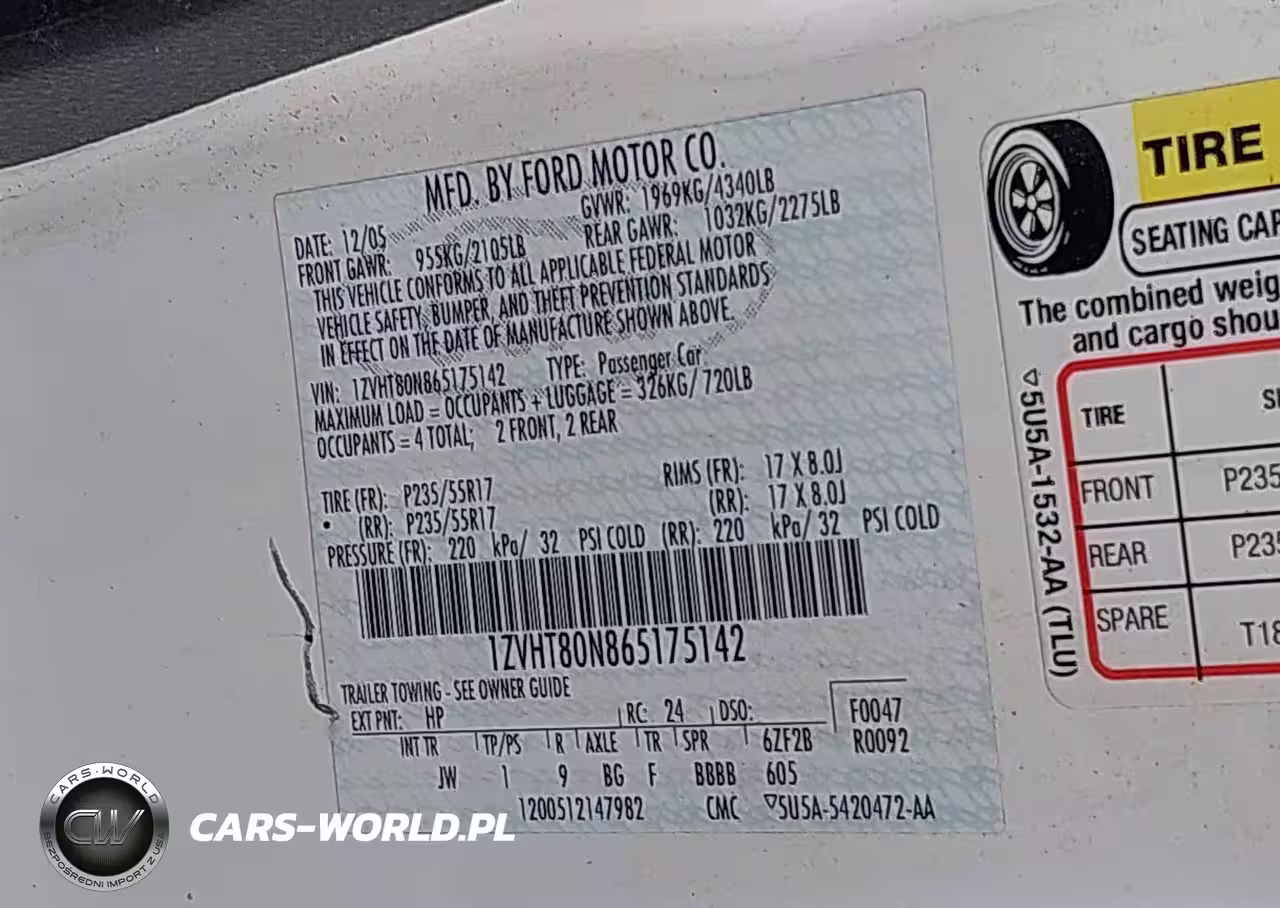 MFD. BY FORD MOTOR CO.
DATE: 12/05 GVWR: 1969KG/4340LB
FRONT GAWR: 955KG/2105LB REAR GAWR: 1032KG/2275LB
THIS VEHICLE CONFORMS TO ALL APPLICABLE FEDERAL MOTOR
VEHICLE SAFETY, BUMPER, AND THEFT PREVENTION STANDARDS
IN EFFECT ON THE DATE OF MANUFACTURE SHOWN ABOVE.
VIN: 1ZVHT80N865175142 TYPE: Passenger Car
MAXIMUM LOAD = OCCUPANTS + LUGGAGE = 326KG/ 720LB
OCCUPANTS = 4 TOTAL; 2 FRONT, 2 REAR
TIRE (FR): P235/55R17 RIMS (FR): 17 X 8.0J
• (RR): P235/55R17 (RR): 17 X 8.0J
PRESSURE (FR): 220 kPa/ 32 PSI COLD (RR): 220 kPa/ 32 PSI COLD
1ZVHT80N865175142
TRAILER TOWING - SEE OWNER GUIDE
EXT PNT: HP RC: 24 DSO: F0047
INT TR TP/PS R AXLE TR SPR 6ZF2B R0092
JW 1 9 BG F BBBB 605
1200512147982 CMC ▽5U5A-5420472-AA
TIRE
SEATING CAP
The combined weig
and cargo shou
▽5U5A-1532-AA (TLU)
TIRE SI
FRONT P235
REAR P235
SPARE T18
CARS-WORLD
CW
BEZPOŚREDNI IMPORT Z USA
CARS-WORLD.PL